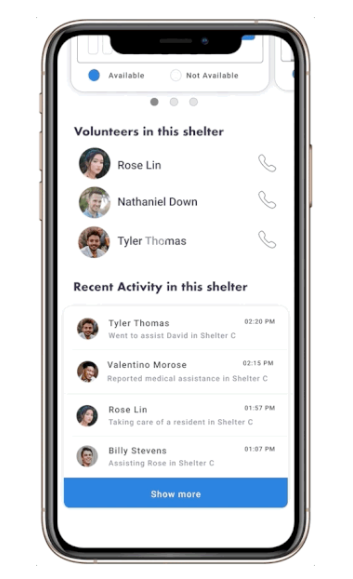 Available Not Available
Volunteers in this shelter
Rose Lin
Nathaniel Down
Tyler Thomas
Recent Activity in this shelter
Tyler Thomas 02:20 PM
Went to assist David in Shelter C
Valentino Morose 02:15 PM
Reported medical assistance in Shelter C
Rose Lin 01:57 PM
Taking care of a resident in Shelter C
Billy Stevens 01:07 PM
Assisting Rose in Shelter C
Show more